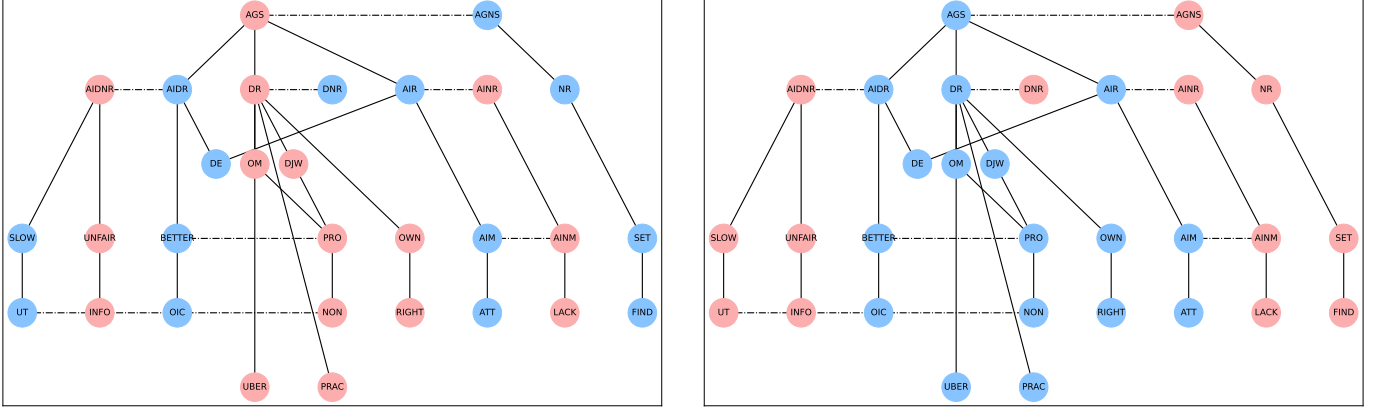 AGS AGNS AGS AGNS
AIDNR AIDR DR DNR AIR AINR NR AIDNR AIDR DR DNR AIR AINR NR
DE OM DJW DE OM DJW
SLOW UNFAIR BETTER PRO OWN AIM AINM SET SLOW UNFAIR BETTER PRO OWN AIM AINM SET
UT INFO OIC NON RIGHT ATT LACK FIND UT INFO OIC NON RIGHT ATT LACK FIND
UBER PRAC UBER PRAC